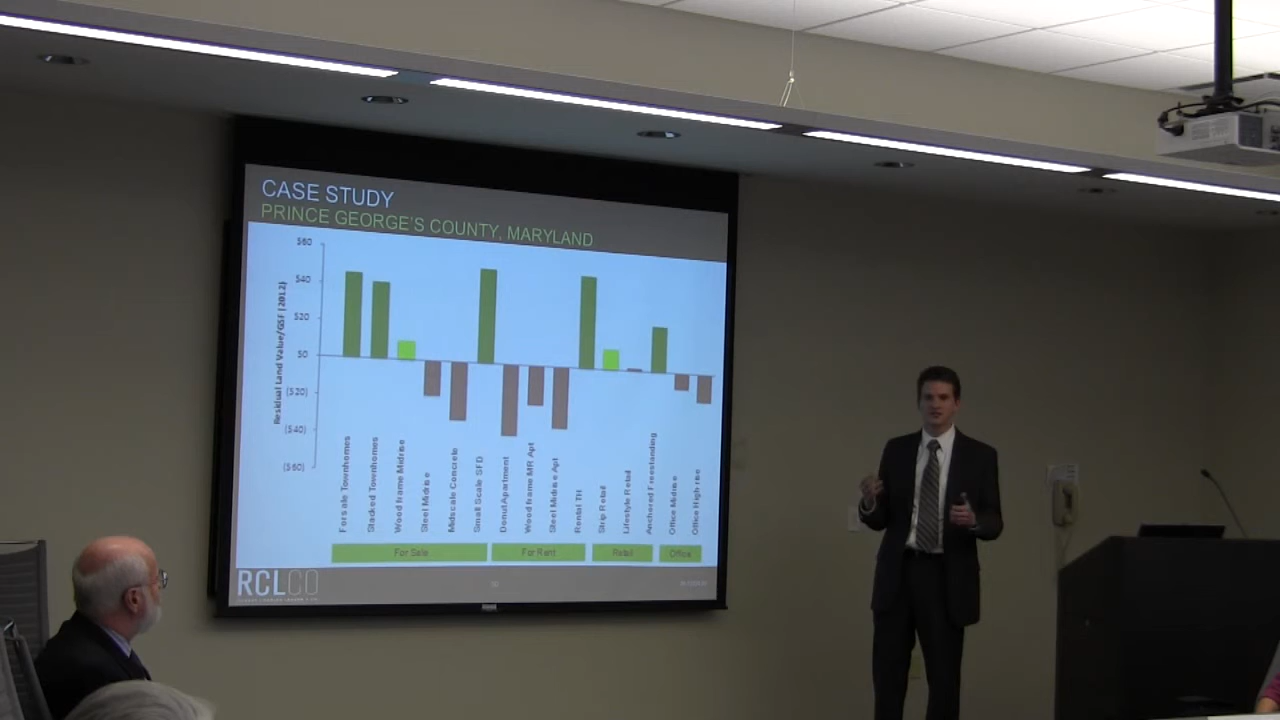 CASE STUDY
PRINCE GEORGE'S COUNTY, MARYLAND
$60
$40
$20
$0
($20)
($40)
($60)
Residual Land Value/GSF (2012)
For sale Townhomes
Stacked Townhomes
Wood frame Midrise
Steel Midrise
Midscale Concrete
Small Scale SFD
Donut Apartment
Wood frame MR Apt
Steel Midrise Apt
Rental TH
Strip Retail
Lifestyle Retail
Anchored Freestanding
Office Midrise
Office High rise
For Sale
For Rent
Retail
Office
RCLCO